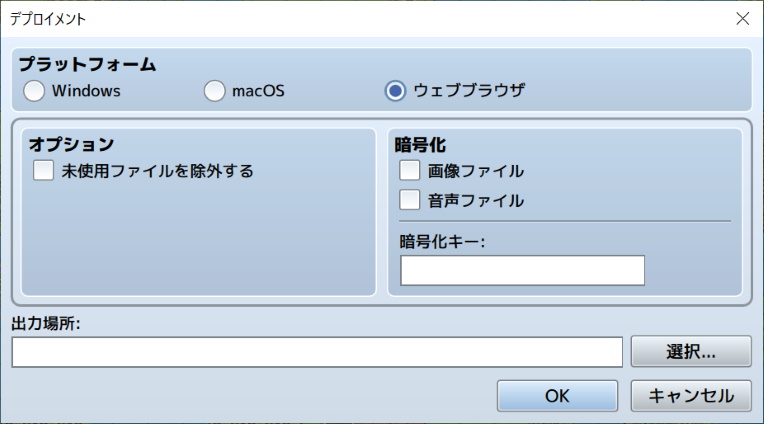 デプロイメント
プラットフォーム
Windows
macOS
ウェブブラウザ
オプション
未使用ファイルを除外する
暗号化
画像ファイル
音声ファイル
暗号化キー:
出力場所:
選択...
OK
キャンセル